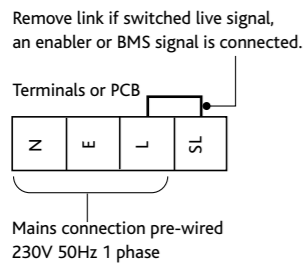 Remove link if switched live signal,
an enabler or BMS signal is connected.
Terminals or PCB
N
E
L
SL
Mains connection pre-wired
230V 50Hz 1 phase